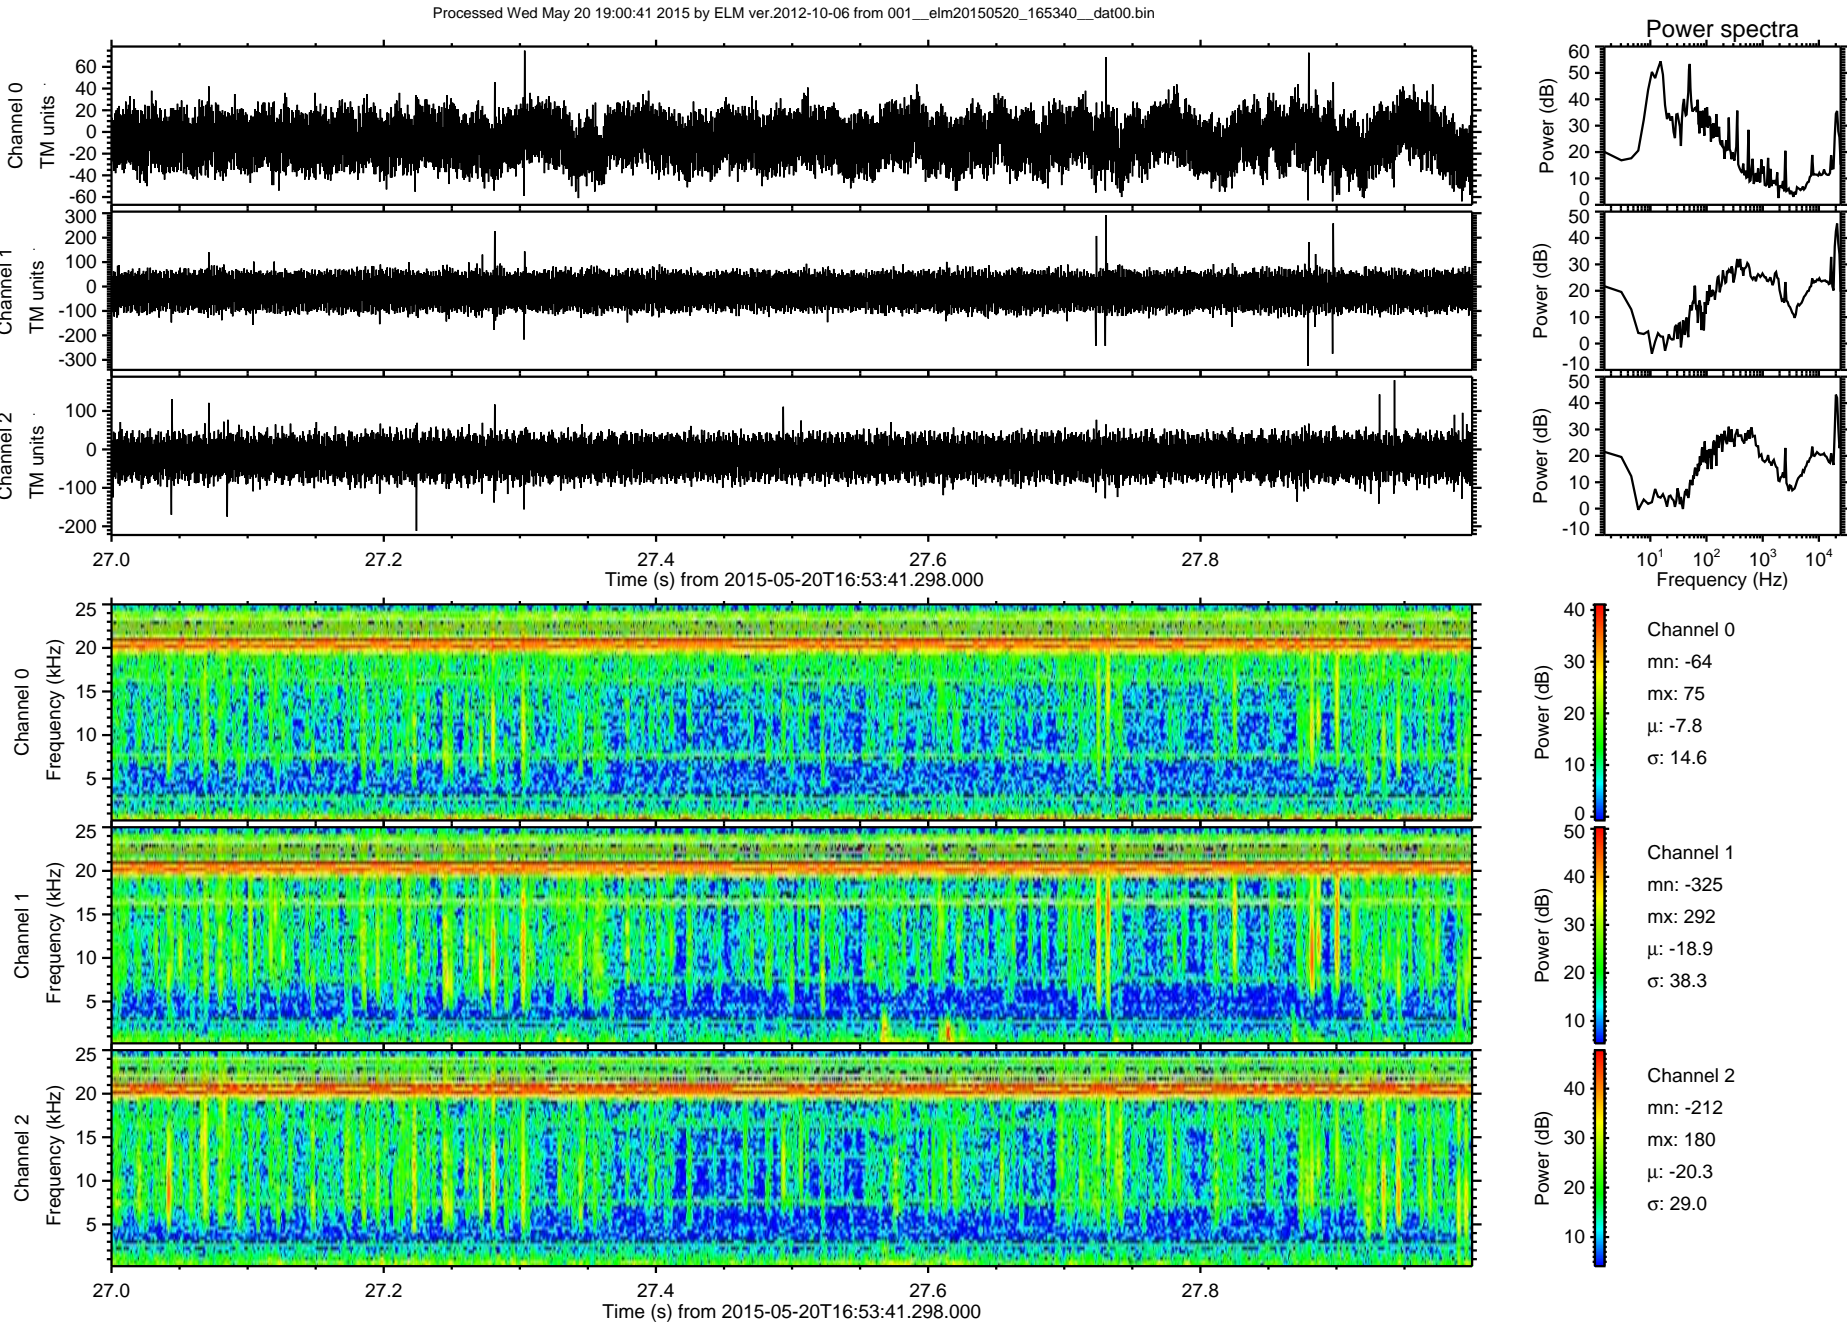 Processed Wed May 20 19:00:41 2015 by ELM ver.2012-10-06 from 001__elm20150520_165340__dat00.bin
Power spectra
Channel 0
TM units
60
40
20
0
-20
-40
-60
Power (dB)
60
50
40
30
20
10
0
Channel 1
TM units
300
200
100
0
-100
-200
-300
Power (dB)
50
40
30
20
10
0
-10
Channel 2
TM units
100
0
-100
-200
Power (dB)
50
40
30
20
10
0
-10
27.0 27.2 27.4 27.6 27.8
Time (s) from 2015-05-20T16:53:41.298.000
10¹ 10² 10³ 10⁴
Frequency (Hz)
Channel 0
Frequency (kHz)
25
20
15
10
5
Power (dB)
40
30
20
10
0
Channel 0
mn: -64
mx: 75
µ: -7.8
σ: 14.6
Channel 1
Frequency (kHz)
25
20
15
10
5
Power (dB)
50
40
30
20
10
Channel 1
mn: -325
mx: 292
µ: -18.9
σ: 38.3
Channel 2
Frequency (kHz)
25
20
15
10
5
Power (dB)
40
30
20
10
Channel 2
mn: -212
mx: 180
µ: -20.3
σ: 29.0
27.0 27.2 27.4 27.6 27.8
Time (s) from 2015-05-20T16:53:41.298.000